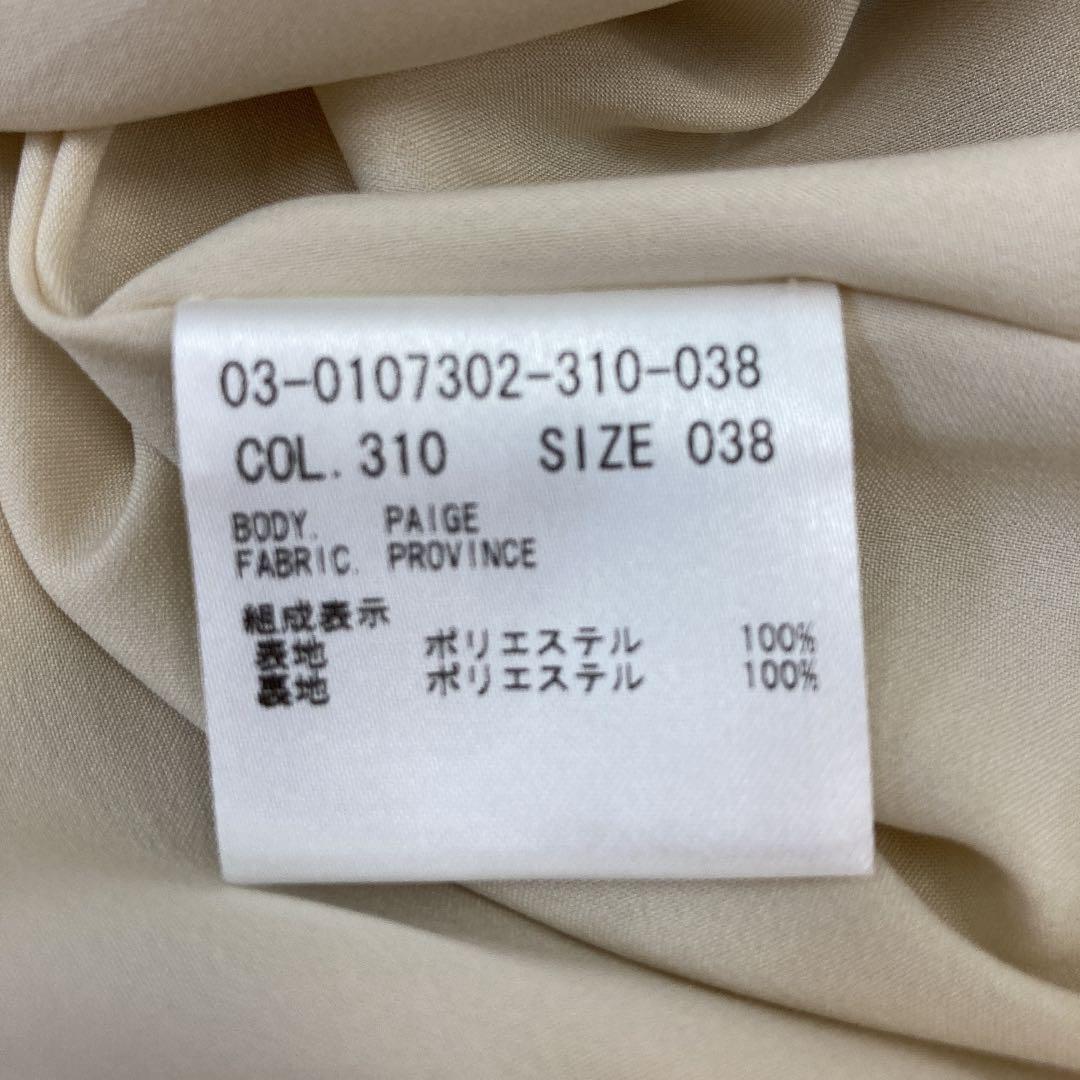 03-0107302-310-038
COL. 310 SIZE 038
BODY. PAIGE
FABRIC. PROVINCE
組成表示
表地 ポリエステル 100%
裏地 ポリエステル 100%